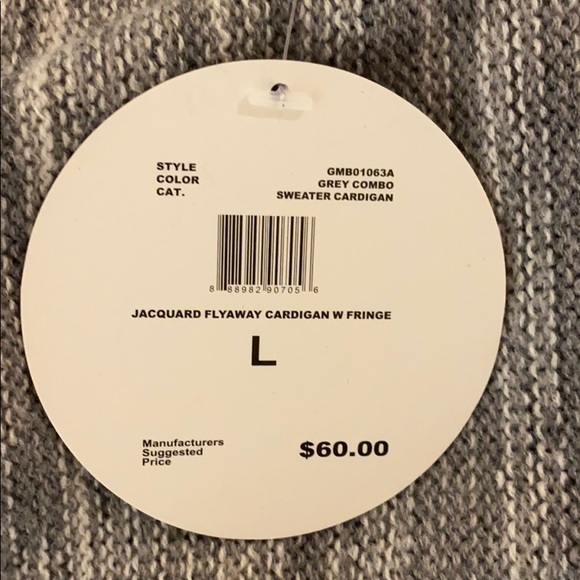 STYLE GMB01063A
COLOR GREY COMBO
CAT. SWEATER CARDIGAN
8 88982 90705 6
JACQUARD FLYAWAY CARDIGAN W FRINGE
L
Manufacturers
Suggested
Price
$60.00